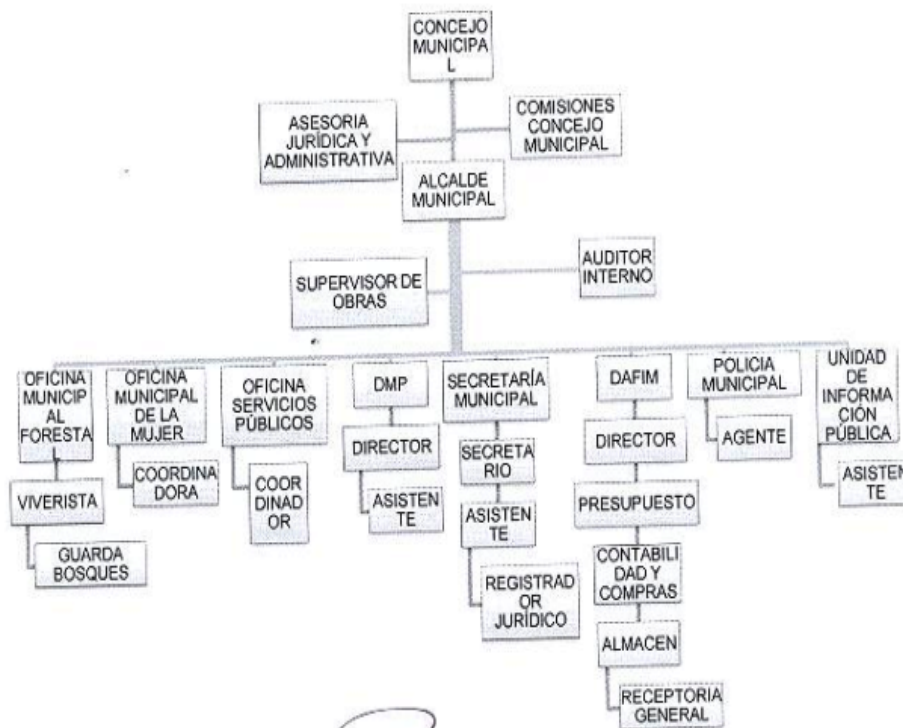 CONCEJO
MUNICIPA
L
ASESORIA
JURÍDICA Y
ADMINISTRATIVA
COMISIONES
CONCEJO
MUNICIPAL
ALCALDE
MUNICIPAL
SUPERVISOR DE
OBRAS
AUDITOR
INTERNO
OFICINA
MUNICIP
AL
FORESTA
L
VIVERISTA
GUARDA
BOSQUES
OFICINA
MUNICIPAL
DE LA
MUJER
COORDINA
DORA
OFICINA
SERVICIOS
PÚBLICOS
COOR
DINAD
OR
DMP
DIRECTOR
ASISTEN
TE
SECRETARÍA
MUNICIPAL
SECRETA
RIO
ASISTEN
TE
REGISTRAD
OR
JURÍDICO
DAFIM
DIRECTOR
PRESUPUESTO
CONTABILI
DAD Y
COMPRAS
ALMACEN
RECEPTORIA
GENERAL
POLICIA
MUNICIPAL
AGENTE
UNIDAD
DE
INFORMA
CIÓN
PÚBLICA
ASISTEN
TE